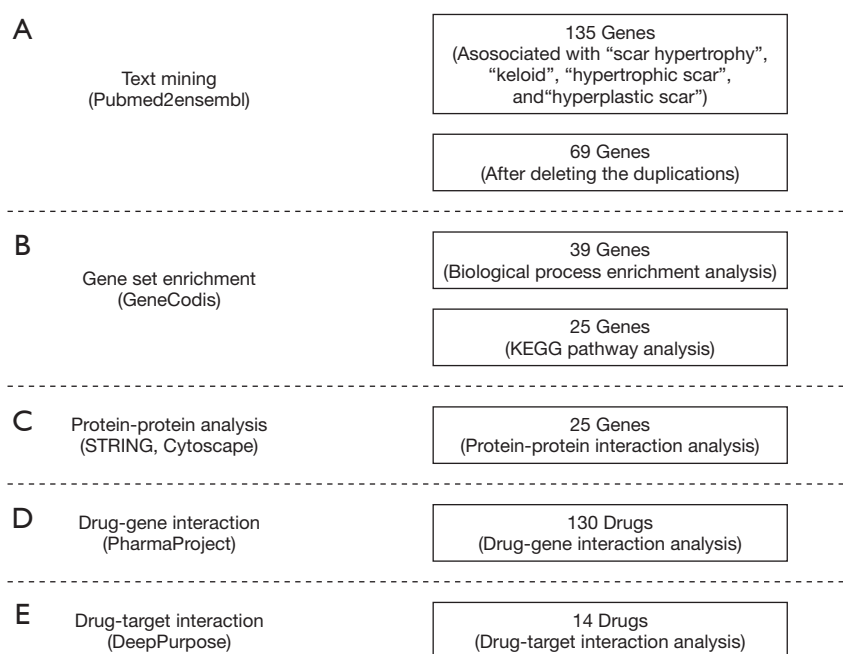 A
Text mining
(Pubmed2ensembl)
135 Genes
(Asosociated with “scar hypertrophy”,
“keloid”, “hypertrophic scar”,
and“hyperplastic scar”)
69 Genes
(After deleting the duplications)
B
Gene set enrichment
(GeneCodis)
39 Genes
(Biological process enrichment analysis)
25 Genes
(KEGG pathway analysis)
C
Protein-protein analysis
(STRING, Cytoscape)
25 Genes
(Protein-protein interaction analysis)
D
Drug-gene interaction
(PharmaProject)
130 Drugs
(Drug-gene interaction analysis)
E
Drug-target interaction
(DeepPurpose)
14 Drugs
(Drug-target interaction analysis)